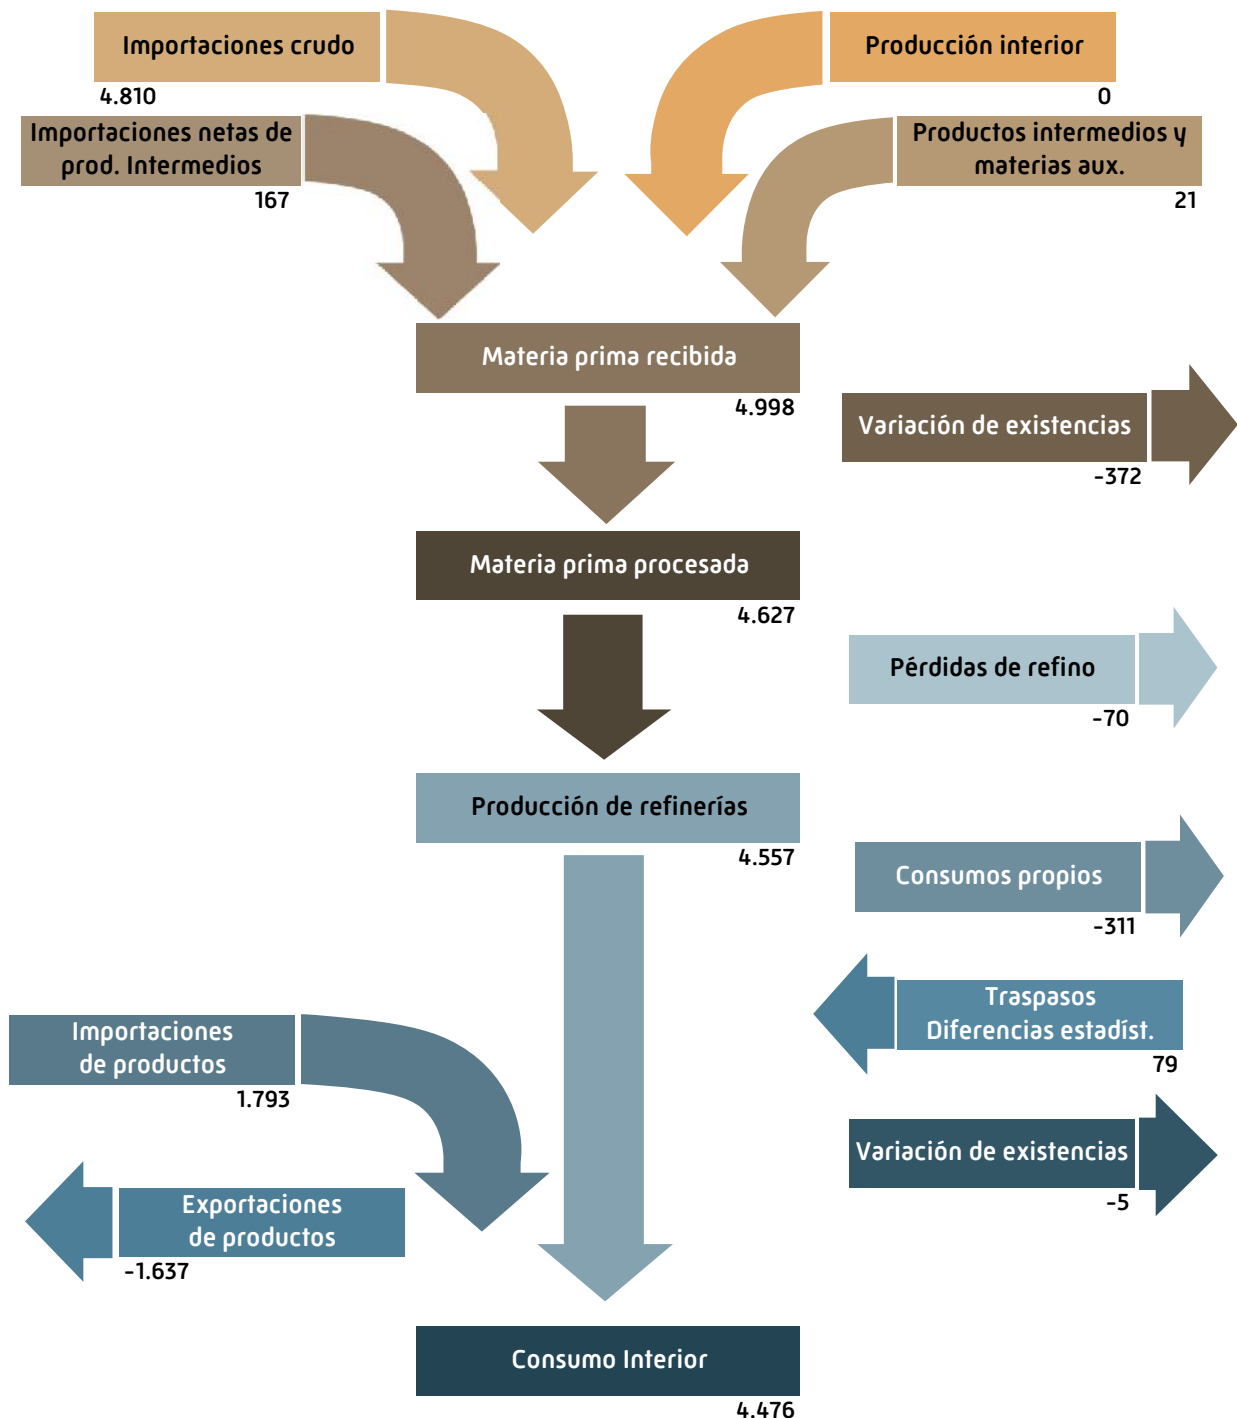 Importaciones crudo
4.810
Producción interior
0
Importaciones netas de
prod. Intermedios
167
Productos intermedios y
materias aux.
21
Materia prima recibida
4.998
Variación de existencias
-372
Materia prima procesada
4.627
Pérdidas de refino
-70
Producción de refinerías
4.557
Consumos propios
-311
Traspasos
Diferencias estadíst.
79
Importaciones
de productos
1.793
Variación de existencias
-5
Exportaciones
de productos
-1.637
Consumo Interior
4.476